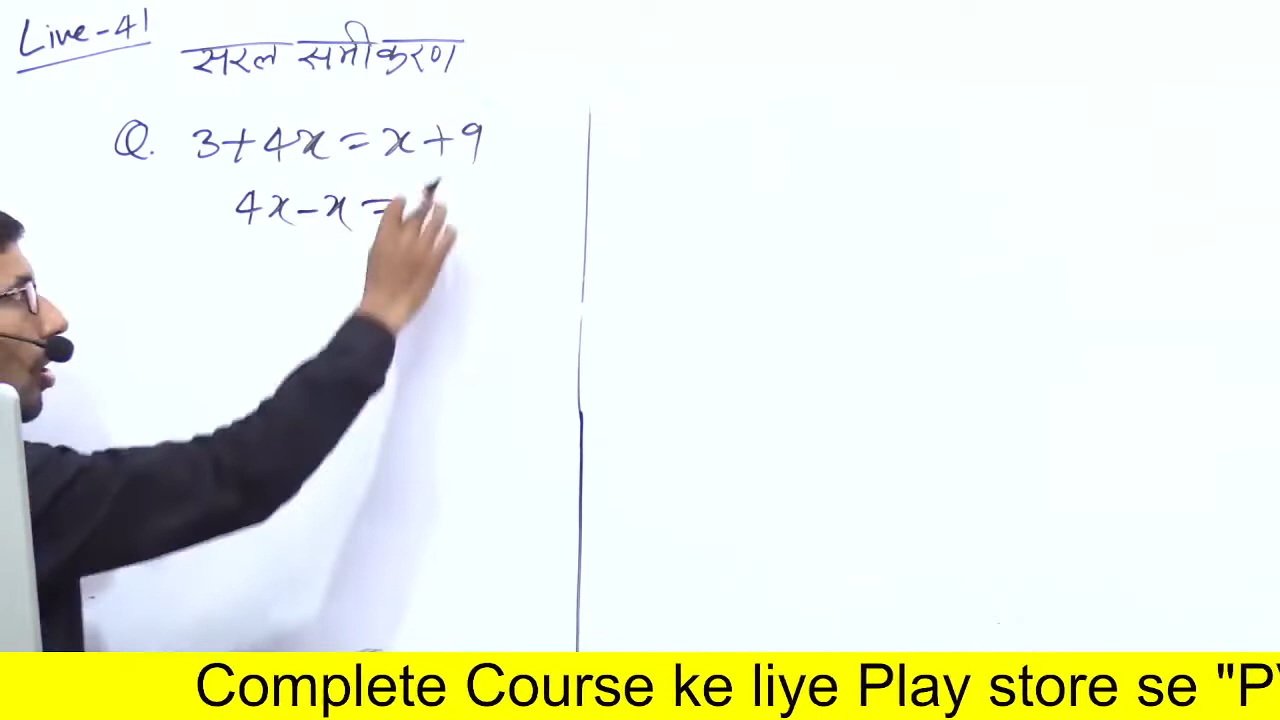 Live-41
सरल समीकरण
Q. 3+4x=x+9
4x-x=
Complete Course ke liye Play store se "P